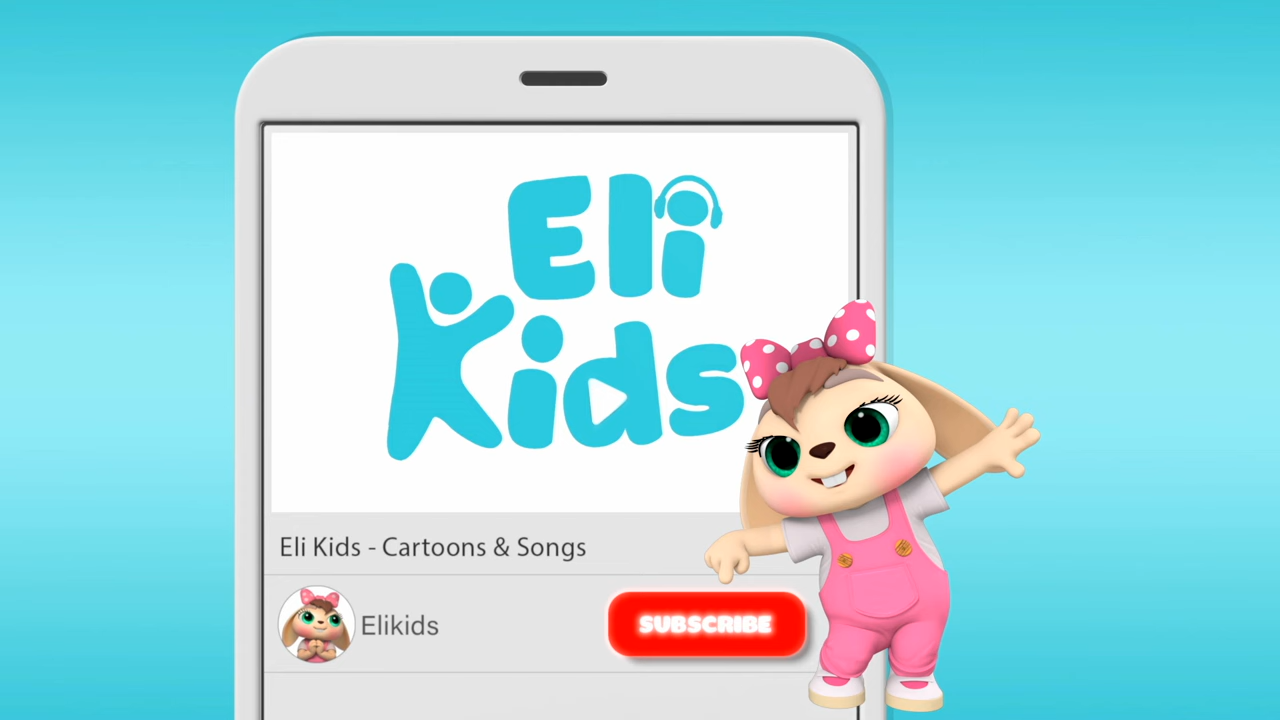 Eli
Kids
Eli Kids - Cartoons & Songs
Elikids
SUBSCRIBE